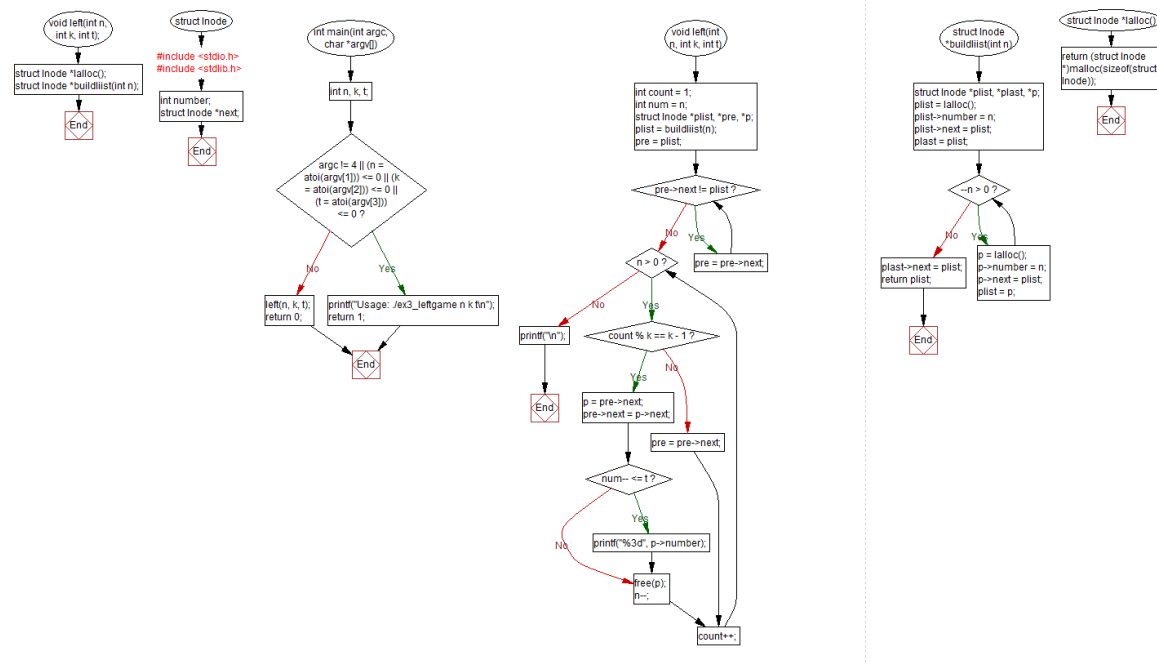 void left(int n,
int k, int t);
struct lnode *lalloc();
struct lnode *buildliist(int n);
End
struct lnode
#include <stdio.h>
#include <stdlib.h>
int number;
struct lnode *next;
End
int main(int argc,
char *argv[])
int n, k, t;
argc != 4 || (n =
atoi(argv[1])) <= 0 || (k
= atoi(argv[2])) <= 0 ||
(t = atoi(argv[3]))
<= 0 ?
No
Yes
left(n, k, t);
return 0;
printf("Usage: ./ex3_leftgame n k t\n");
return 1;
End
void left(int
n, int k, int t)
int count = 1;
int num = n;
struct lnode *plist, *pre, *p;
plist = buildliist(n);
pre = plist;
pre->next != plist ?
No
Yes
pre = pre->next;
n > 0 ?
No
Yes
printf("\n");
End
count % k == k - 1 ?
Yes
No
p = pre->next;
pre->next = p->next;
pre = pre->next;
num-- <= t ?
Yes
No
printf("%3d", p->number);
free(p);
n--;
count++;
struct lnode
*buildliist(int n)
struct lnode *plist, *plast, *p;
plist = lalloc();
plist->number = n;
plist->next = plist;
plast = plist;
--n > 0 ?
No
Yes
plast->next = plist;
return plist;
p = lalloc();
p->number = n;
p->next = plist;
plist = p;
End
struct lnode *lalloc()
return (struct lnode
*)malloc(sizeof(struct
lnode));
End